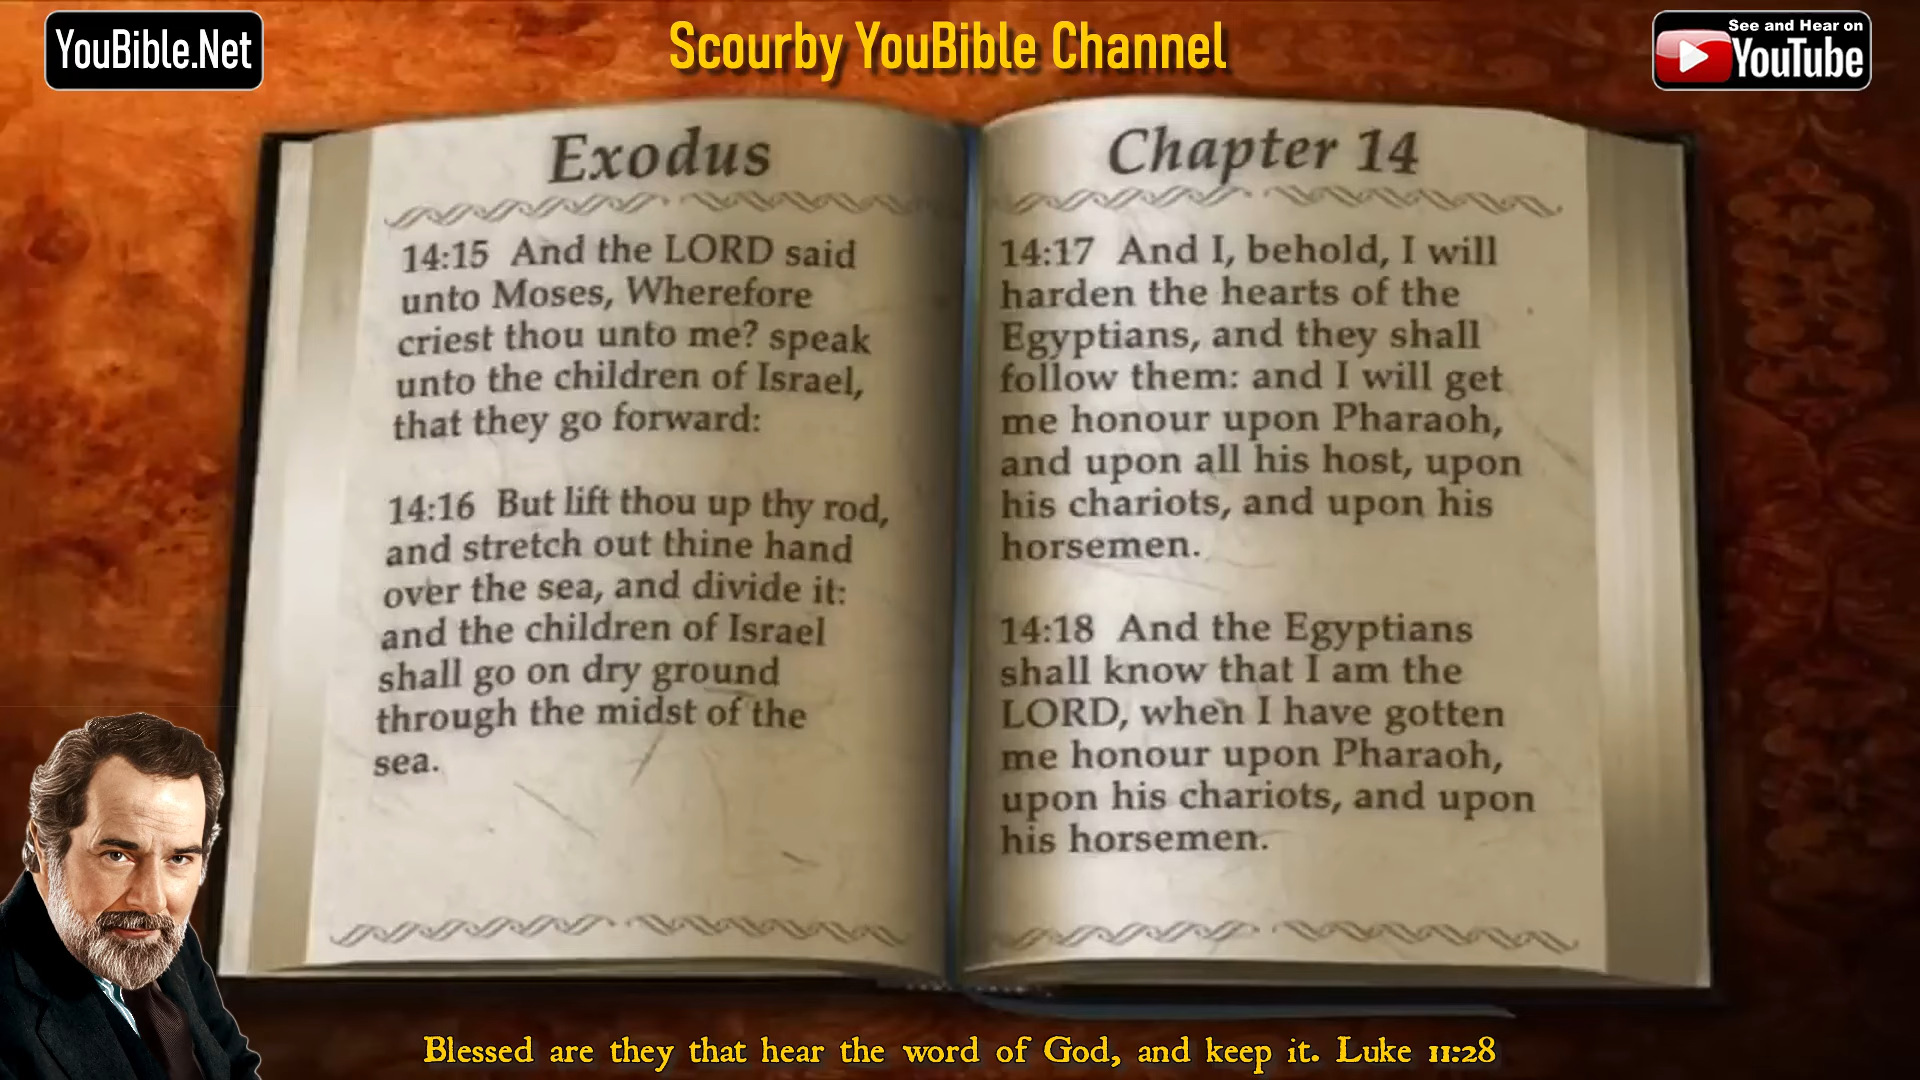 YouBible.Net
Scourby YouBible Channel
See and Hear on
YouTube
Exodus
14:15 And the LORD said
unto Moses, Wherefore
criest thou unto me? speak
unto the children of Israel,
that they go forward:
14:16 But lift thou up thy rod,
and stretch out thine hand
over the sea, and divide it:
and the children of Israel
shall go on dry ground
through the midst of the
sea.
Chapter 14
14:17 And I, behold, I will
harden the hearts of the
Egyptians, and they shall
follow them: and I will get
me honour upon Pharaoh,
and upon all his host, upon
his chariots, and upon his
horsemen.
14:18 And the Egyptians
shall know that I am the
LORD, when I have gotten
me honour upon Pharaoh,
upon his chariots, and upon
his horsemen.
Blessed are they that hear the word of God, and keep it. Luke 11:28